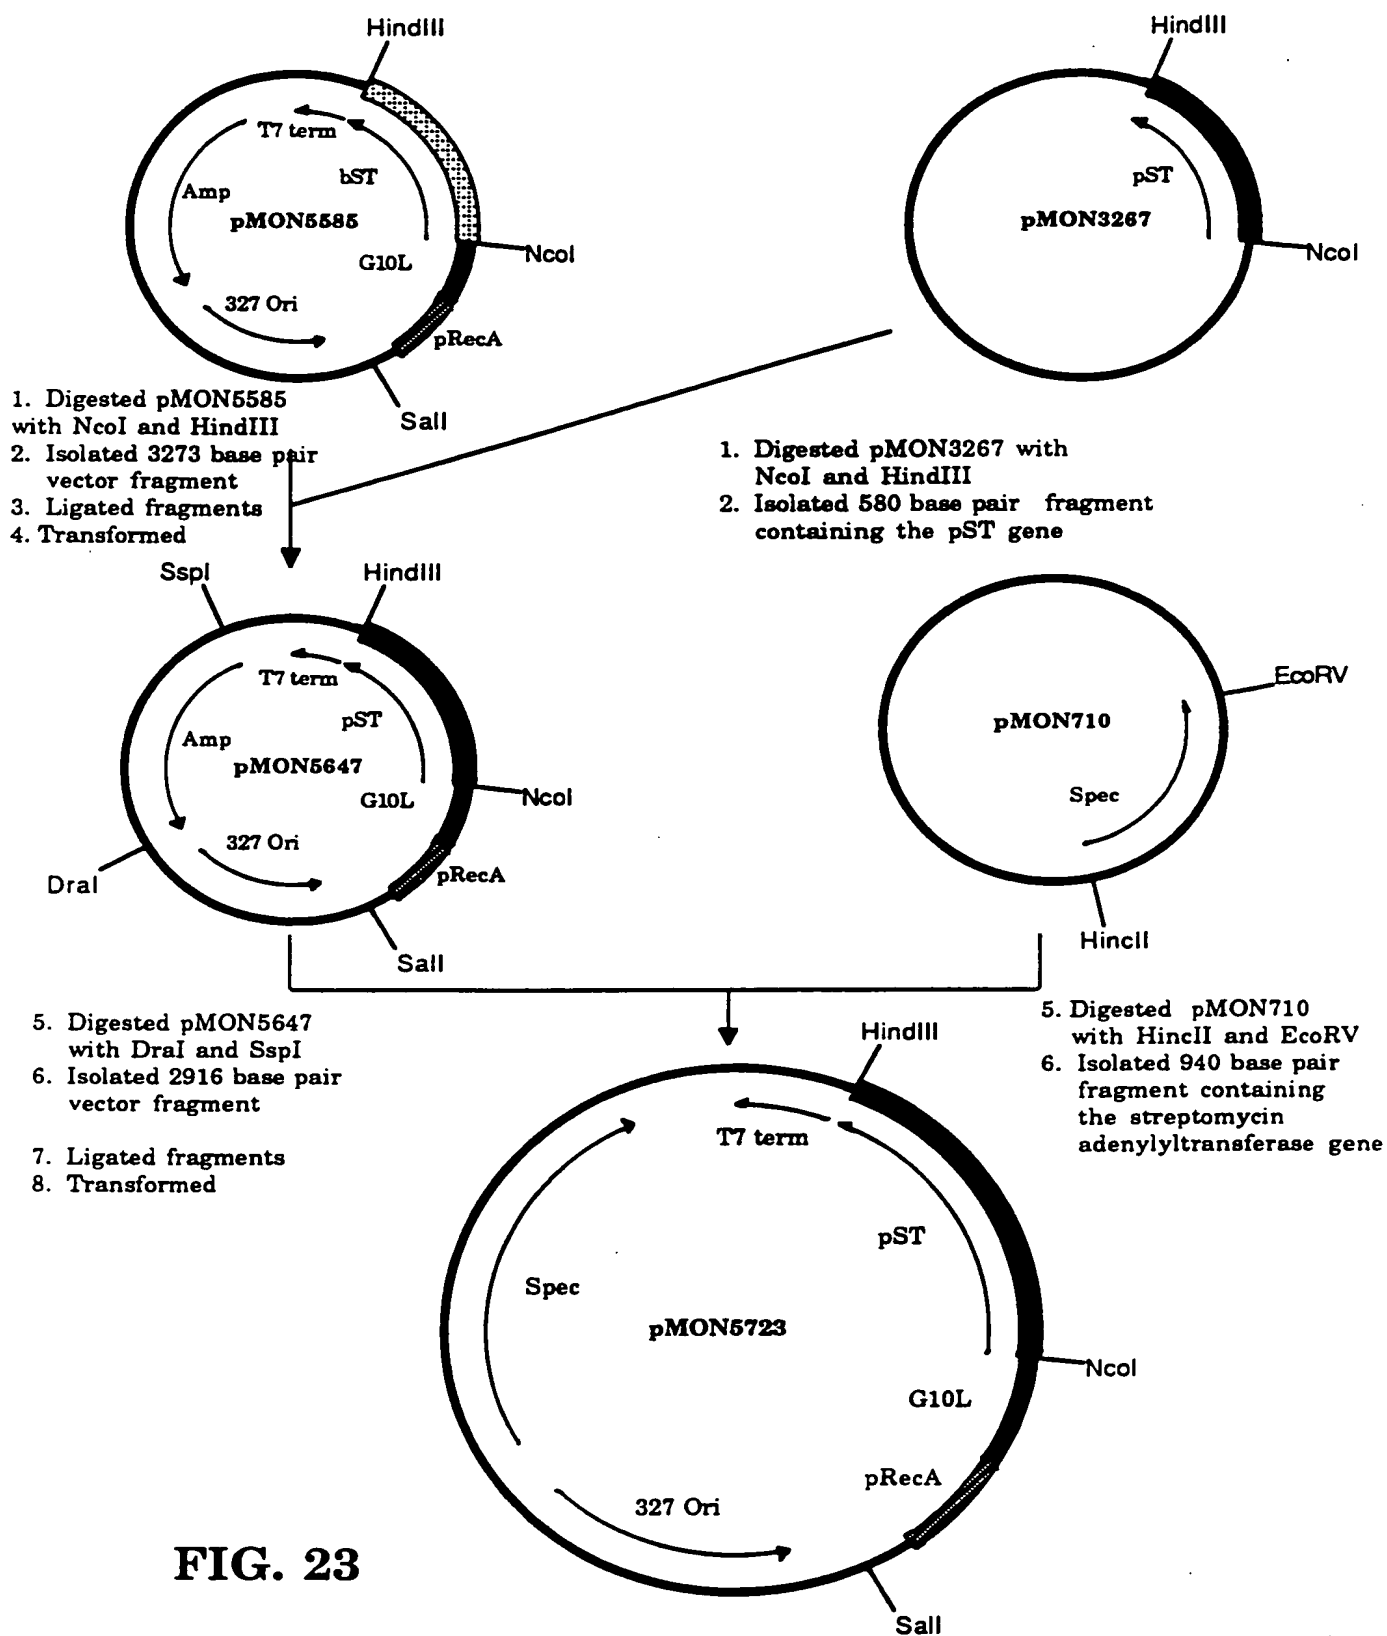 HindIII
T7 term
bST
Amp
pMON5585
NcoI
G10L
327 Ori
pRecA
SalI
HindIII
pST
pMON3267
NcoI
1. Digested pMON5585
with NcoI and HindIII
2. Isolated 3273 base pair
vector fragment
3. Ligated fragments
4. Transformed
1. Digested pMON3267 with
NcoI and HindIII
2. Isolated 580 base pair fragment
containing the pST gene
SspI
HindIII
T7 term
pST
Amp
pMON5647
NcoI
G10L
327 Ori
pRecA
DraI
SalI
EcoRV
pMON710
Spec
HincII
5. Digested pMON5647
with DraI and SspI
6. Isolated 2916 base pair
vector fragment
7. Ligated fragments
8. Transformed
5. Digested pMON710
with HincII and EcoRV
6. Isolated 940 base pair
fragment containing
the streptomycin
adenylyltransferase gene
HindIII
T7 term
pST
Spec
pMON5723
NcoI
G10L
pRecA
327 Ori
SalI
FIG. 23